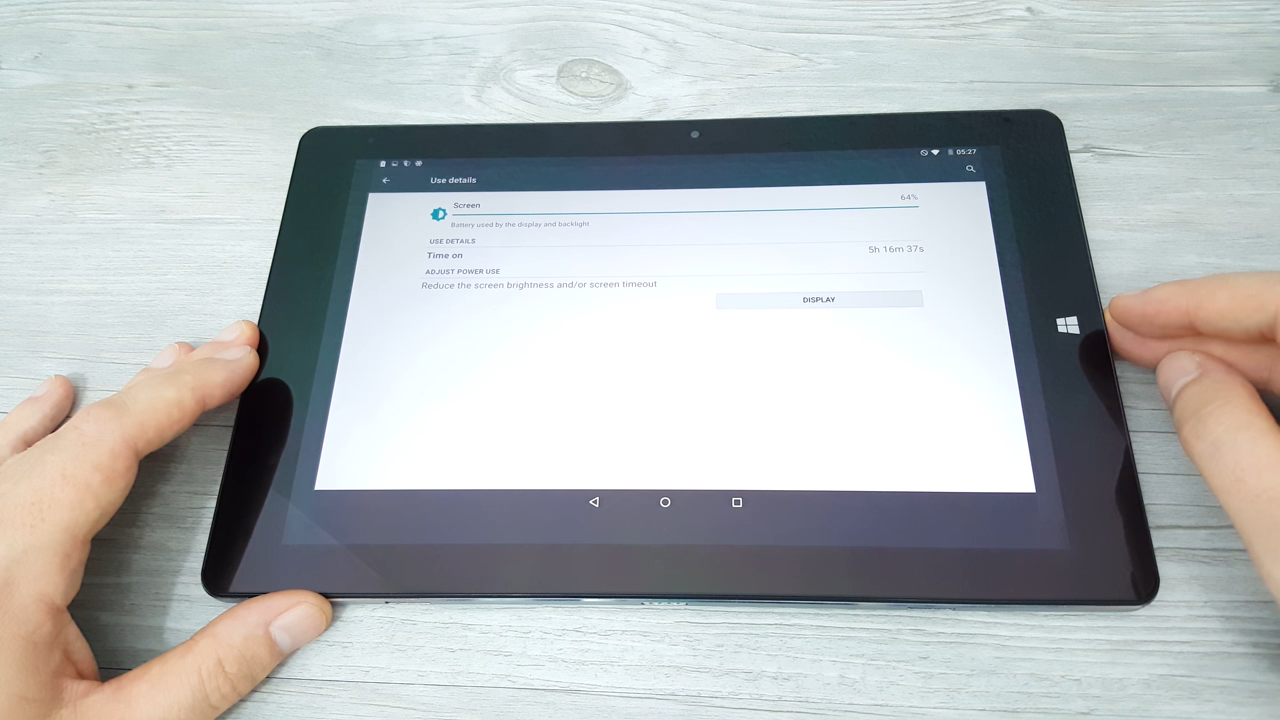 05:27
Use details
Screen 64%
Battery used by the display and backlight
USE DETAILS
Time on 5h 16m 37s
ADJUST POWER USE
Reduce the screen brightness and/or screen timeout
DISPLAY